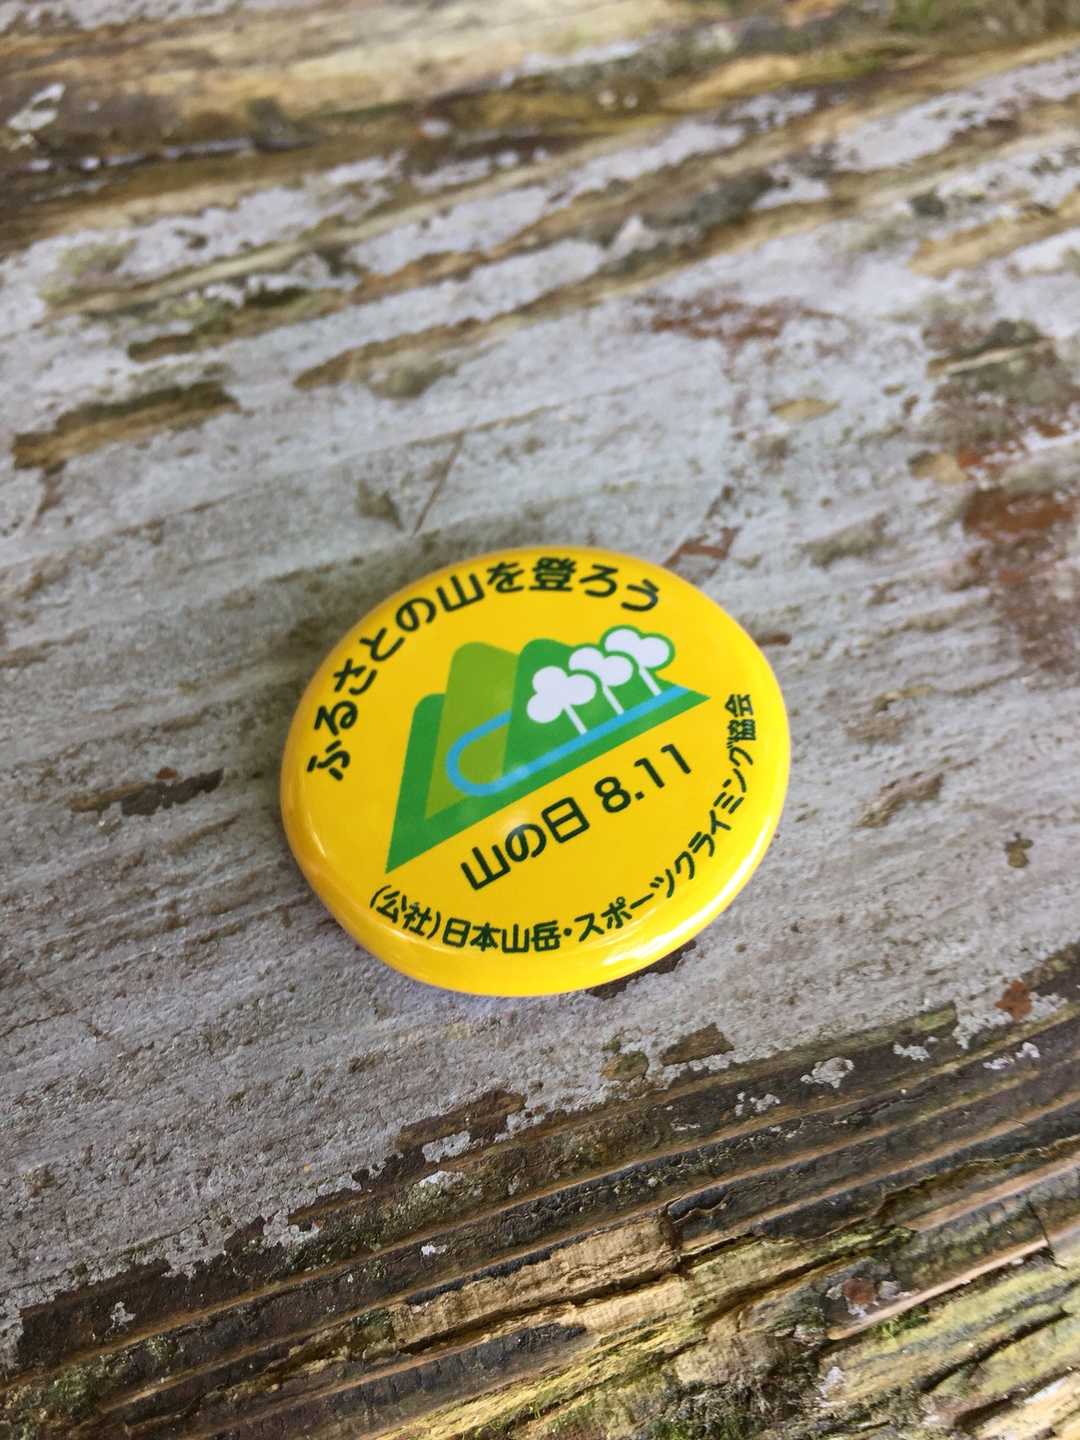 ふるさとの山を登ろう
山の日 8.11
(公社)日本山岳・スポーツクライミング協会